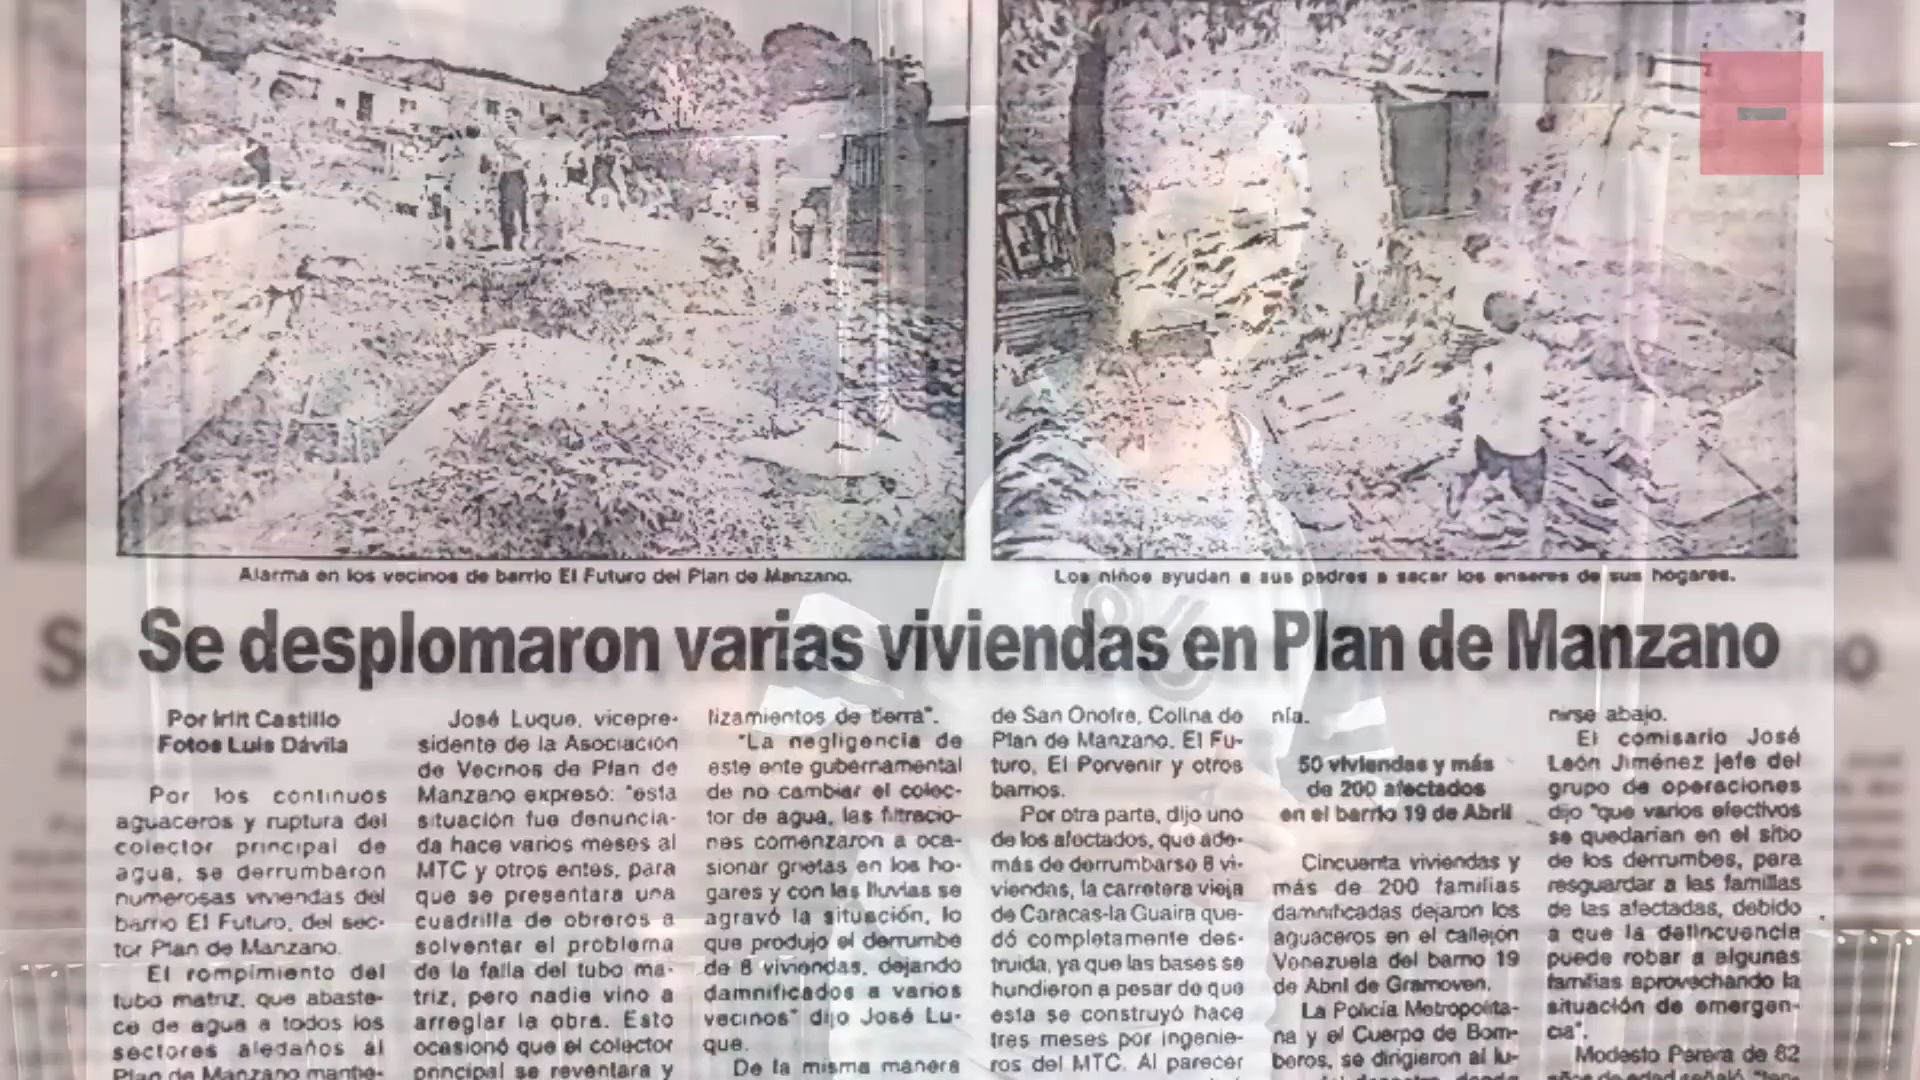 Alarma en los vecinos de barrio El Futuro del Plan de Manzano.
Los niños ayudan a sus padres a sacar los enseres de sus hogares.
Se desplomaron varias viviendas en Plan de Manzano
Por Irlit Castillo
Fotos Luis Dávila
Por los continuos
aguaceros y ruptura del
colector principal de
agua, se derrumbaron
numerosas viviendas del
barrio El Futuro, del sec-
tor Plan de Manzano.
El rompimiento del
tubo matriz, que abaste-
ce de agua a todos los
sectores aledaños al
Plan de Manzano mantie-
José Luque, vicepre-
sidente de la Asociación
de Vecinos de Plan de
Manzano expresó: "esta
situación fue denuncia-
da hace varios meses al
MTC y otros entes, para
que se presentara una
cuadrilla de obreros a
solventar el problema
de la falla del tubo ma-
triz, pero nadie vino a
arreglar la obra. Esto
ocasionó que el colector
principal se reventara y
lizamientos de tierra".
"La negligencia de
este ente gubernamental
de no cambiar el colec-
tor de agua, las filtracio-
nes comenzaron a oca-
sionar grietas en los ho-
gares y con las lluvias se
agravó la situación, lo
que produjo el derrumbe
de 8 viviendas, dejando
damnificados a varios
vecinos" dijo José Lu-
que.
De la misma manera
de San Onofre, Colina de
Plan de Manzano, El Fu-
turo, El Porvenir y otros
barrios.
Por otra parte, dijo uno
de los afectados, que ade-
más de derrumbarse 8 vi-
viendas, la carretera vieja
de Caracas-la Guaira que-
dó completamente des-
truida, ya que las bases se
hundieron a pesar de que
esta se construyó hace
tres meses por ingenie-
ros del MTC. Al parecer
nía.
50 viviendas y más
de 200 afectados
en el barrio 19 de Abril
Cincuenta viviendas y
más de 200 familias
damnificadas dejaron los
aguaceros en el callejón
Venezuela del barrio 19
de Abril de Gramoven.
La Policía Metropolita-
na y el Cuerpo de Bom-
beros, se dirigieron al lu-
nirse abajo.
El comisario José
León Jiménez jefe del
grupo de operaciones
dijo "que varios efectivos
se quedarían en el sitio
de los derrumbes, para
resguardar a las familias
de las afectadas, debido
a que la delincuencia
puede robar a algunas
familias aprovechando la
situación de emergen-
cia".
Modesto Perera de 62